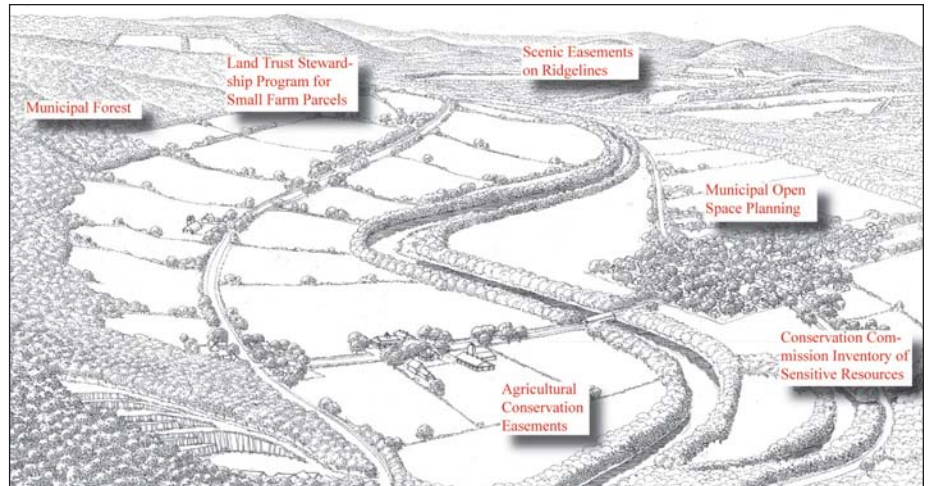 Scenic Easements
on Ridgelines
Land Trust Steward-
ship Program for
Small Farm Parcels
Municipal Forest
Municipal Open
Space Planning
Conservation Com-
mission Inventory of
Sensitive Resources
Agricultural
Conservation
Easements